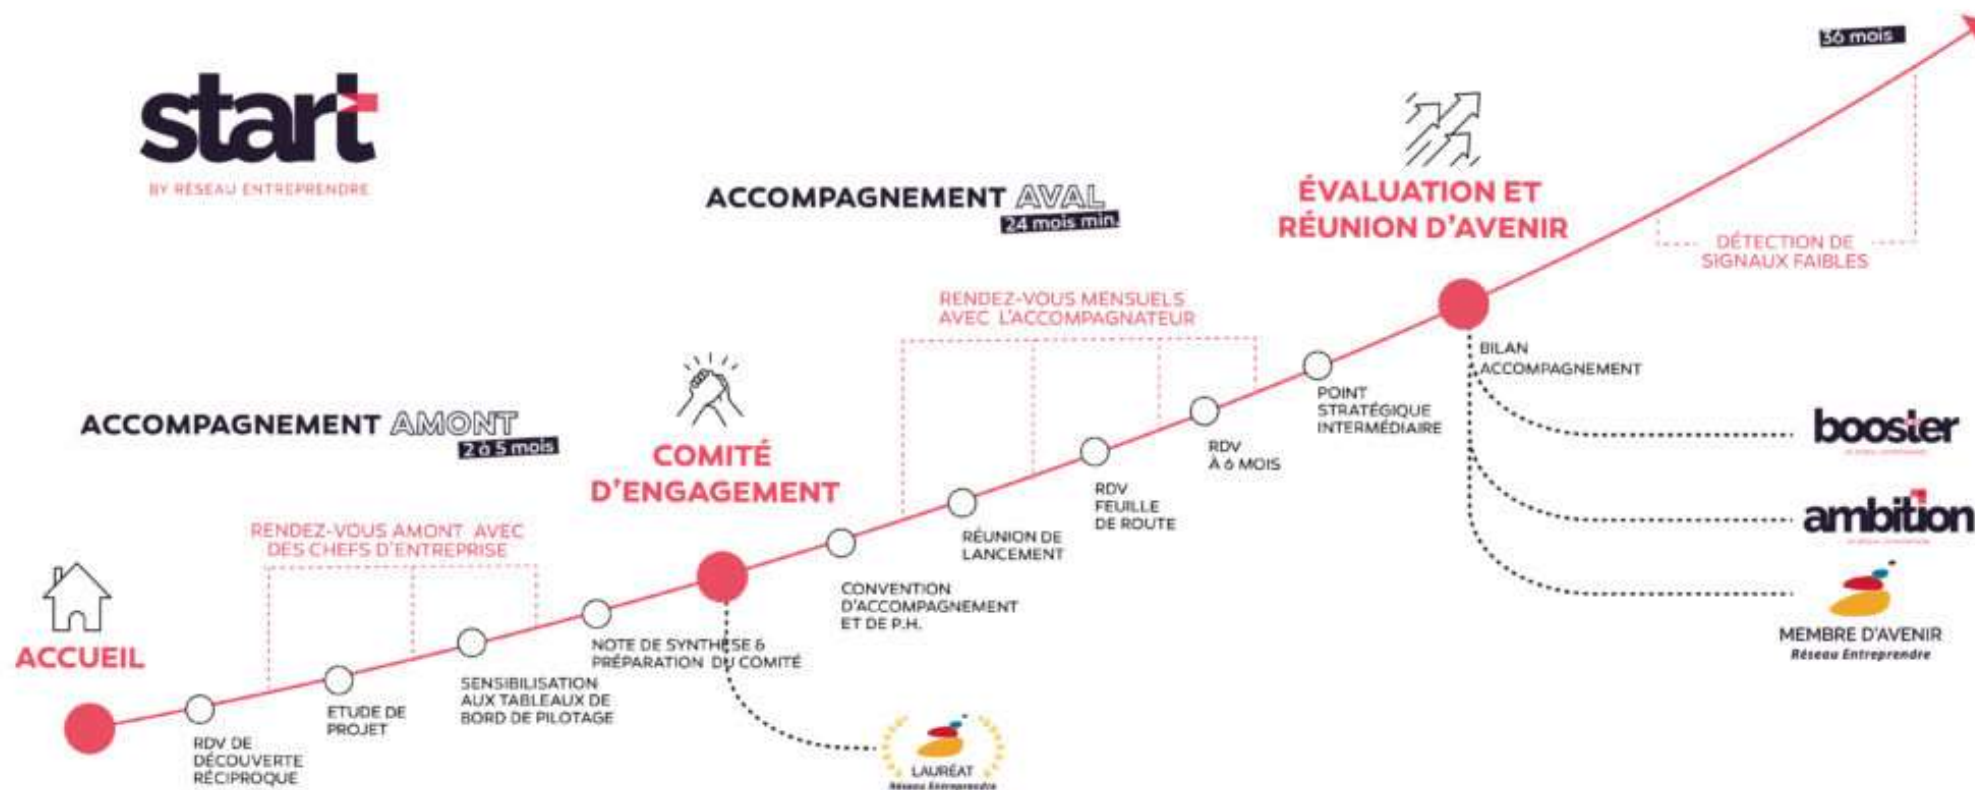 start
BY RÉSEAU ENTREPRENDRE
ACCUEIL
RDV DE
DÉCOUVERTE
RÉCIPROQUE
ACCOMPAGNEMENT AMONT
2 à 5 mois
RENDEZ-VOUS AMONT AVEC
DES CHEFS D'ENTREPRISE
ETUDE DE
PROJET
SENSIBILISATION
AUX TABLEAUX DE
BORD DE PILOTAGE
NOTE DE SYNTHÈSE &
PRÉPARATION DU COMITÉ
COMITÉ
D'ENGAGEMENT
LAURÉAT
Réseau Entreprendre
CONVENTION
D'ACCOMPAGNEMENT
ET DE P.H.
ACCOMPAGNEMENT AVAL
24 mois min.
RENDEZ-VOUS MENSUELS
AVEC L'ACCOMPAGNATEUR
RÉUNION DE
LANCEMENT
RDV
FEUILLE
DE ROUTE
RDV
À 6 MOIS
POINT
STRATÉGIQUE
INTERMÉDIAIRE
ÉVALUATION ET
RÉUNION D'AVENIR
BILAN
ACCOMPAGNEMENT
booster
ambition
MEMBRE D'AVENIR
Réseau Entreprendre
DÉTECTION DE
SIGNAUX FAIBLES
36 mois